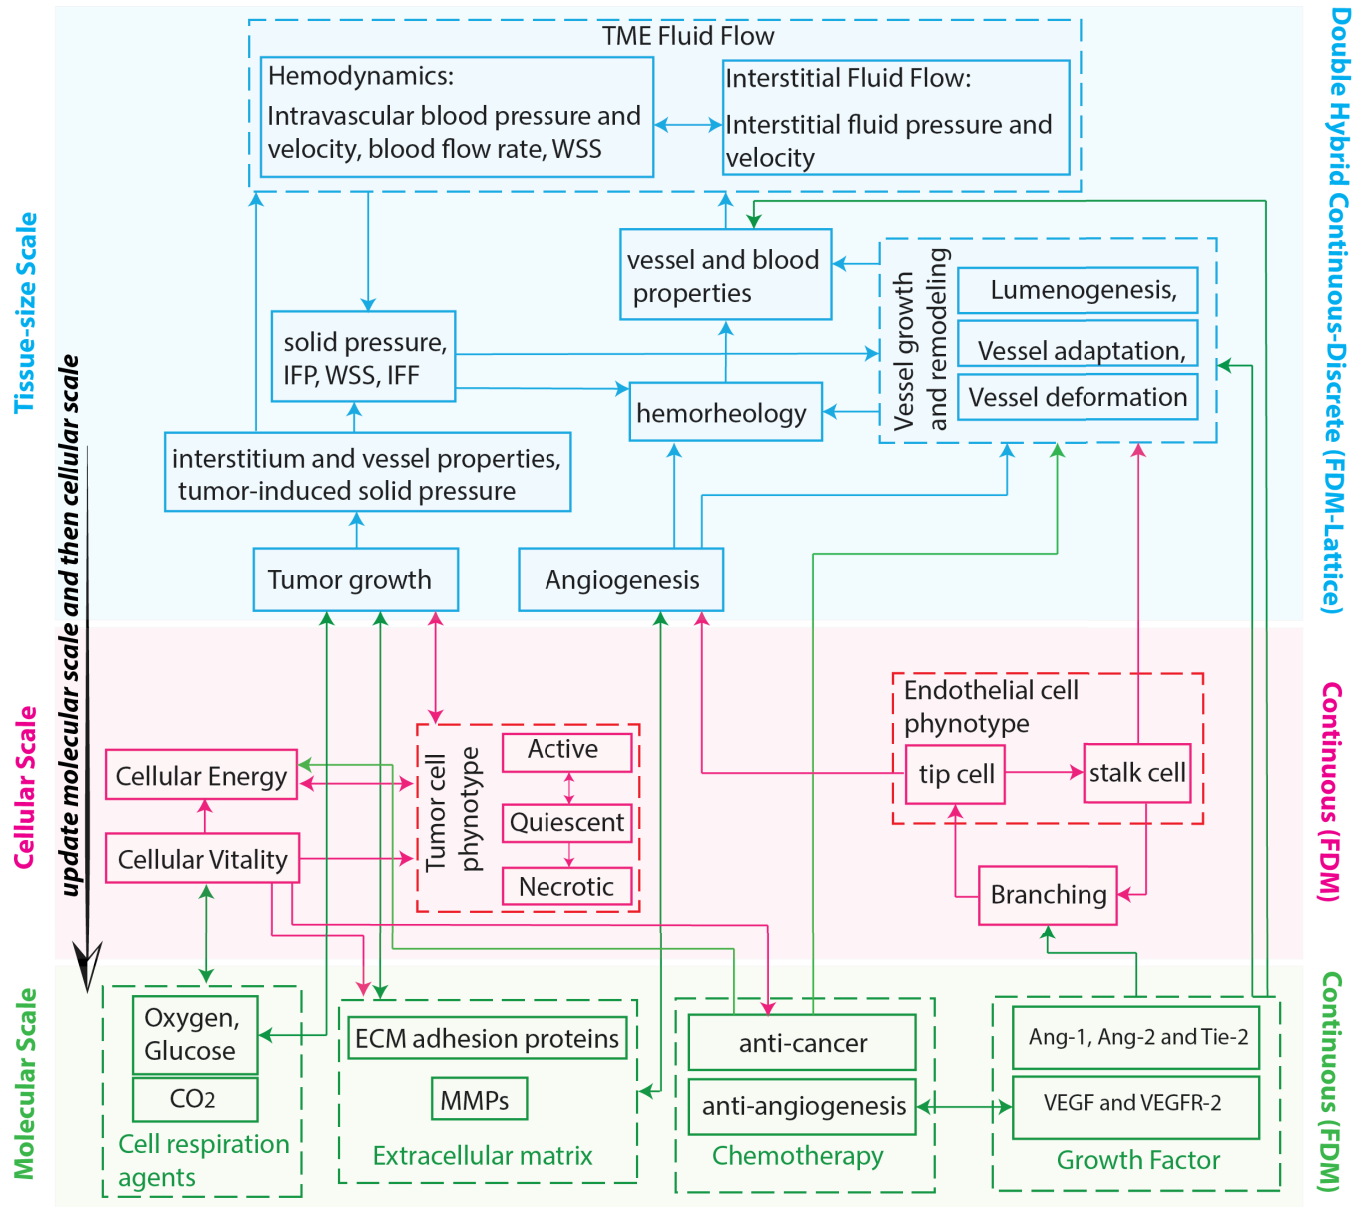 TME Fluid Flow
Hemodynamics:
Intravascular blood pressure and
velocity, blood flow rate, WSS
Interstitial Fluid Flow:
Interstitial fluid pressure and
velocity
vessel and blood
properties
Vessel growth
and remodeling
Lumenogenesis,
Vessel adaptation,
Vessel deformation
solid pressure,
IFP, WSS, IFF
hemorheology
interstitium and vessel properties,
tumor-induced solid pressure
Tumor growth
Angiogenesis
Tissue-size Scale
Double Hybrid Continuous-Discrete (FDM-Lattice)
update molecular scale and then cellular scale
Cellular Scale
Continuous (FDM)
Cellular Energy
Cellular Vitality
Tumor cell
phynotype
Active
Quiescent
Necrotic
Endothelial cell
phynotype
tip cell
stalk cell
Branching
Molecular Scale
Continuous (FDM)
Oxygen,
Glucose
CO2
Cell respiration
agents
ECM adhesion proteins
MMPs
Extracellular matrix
anti-cancer
anti-angiogenesis
Chemotherapy
Ang-1, Ang-2 and Tie-2
VEGF and VEGFR-2
Growth Factor